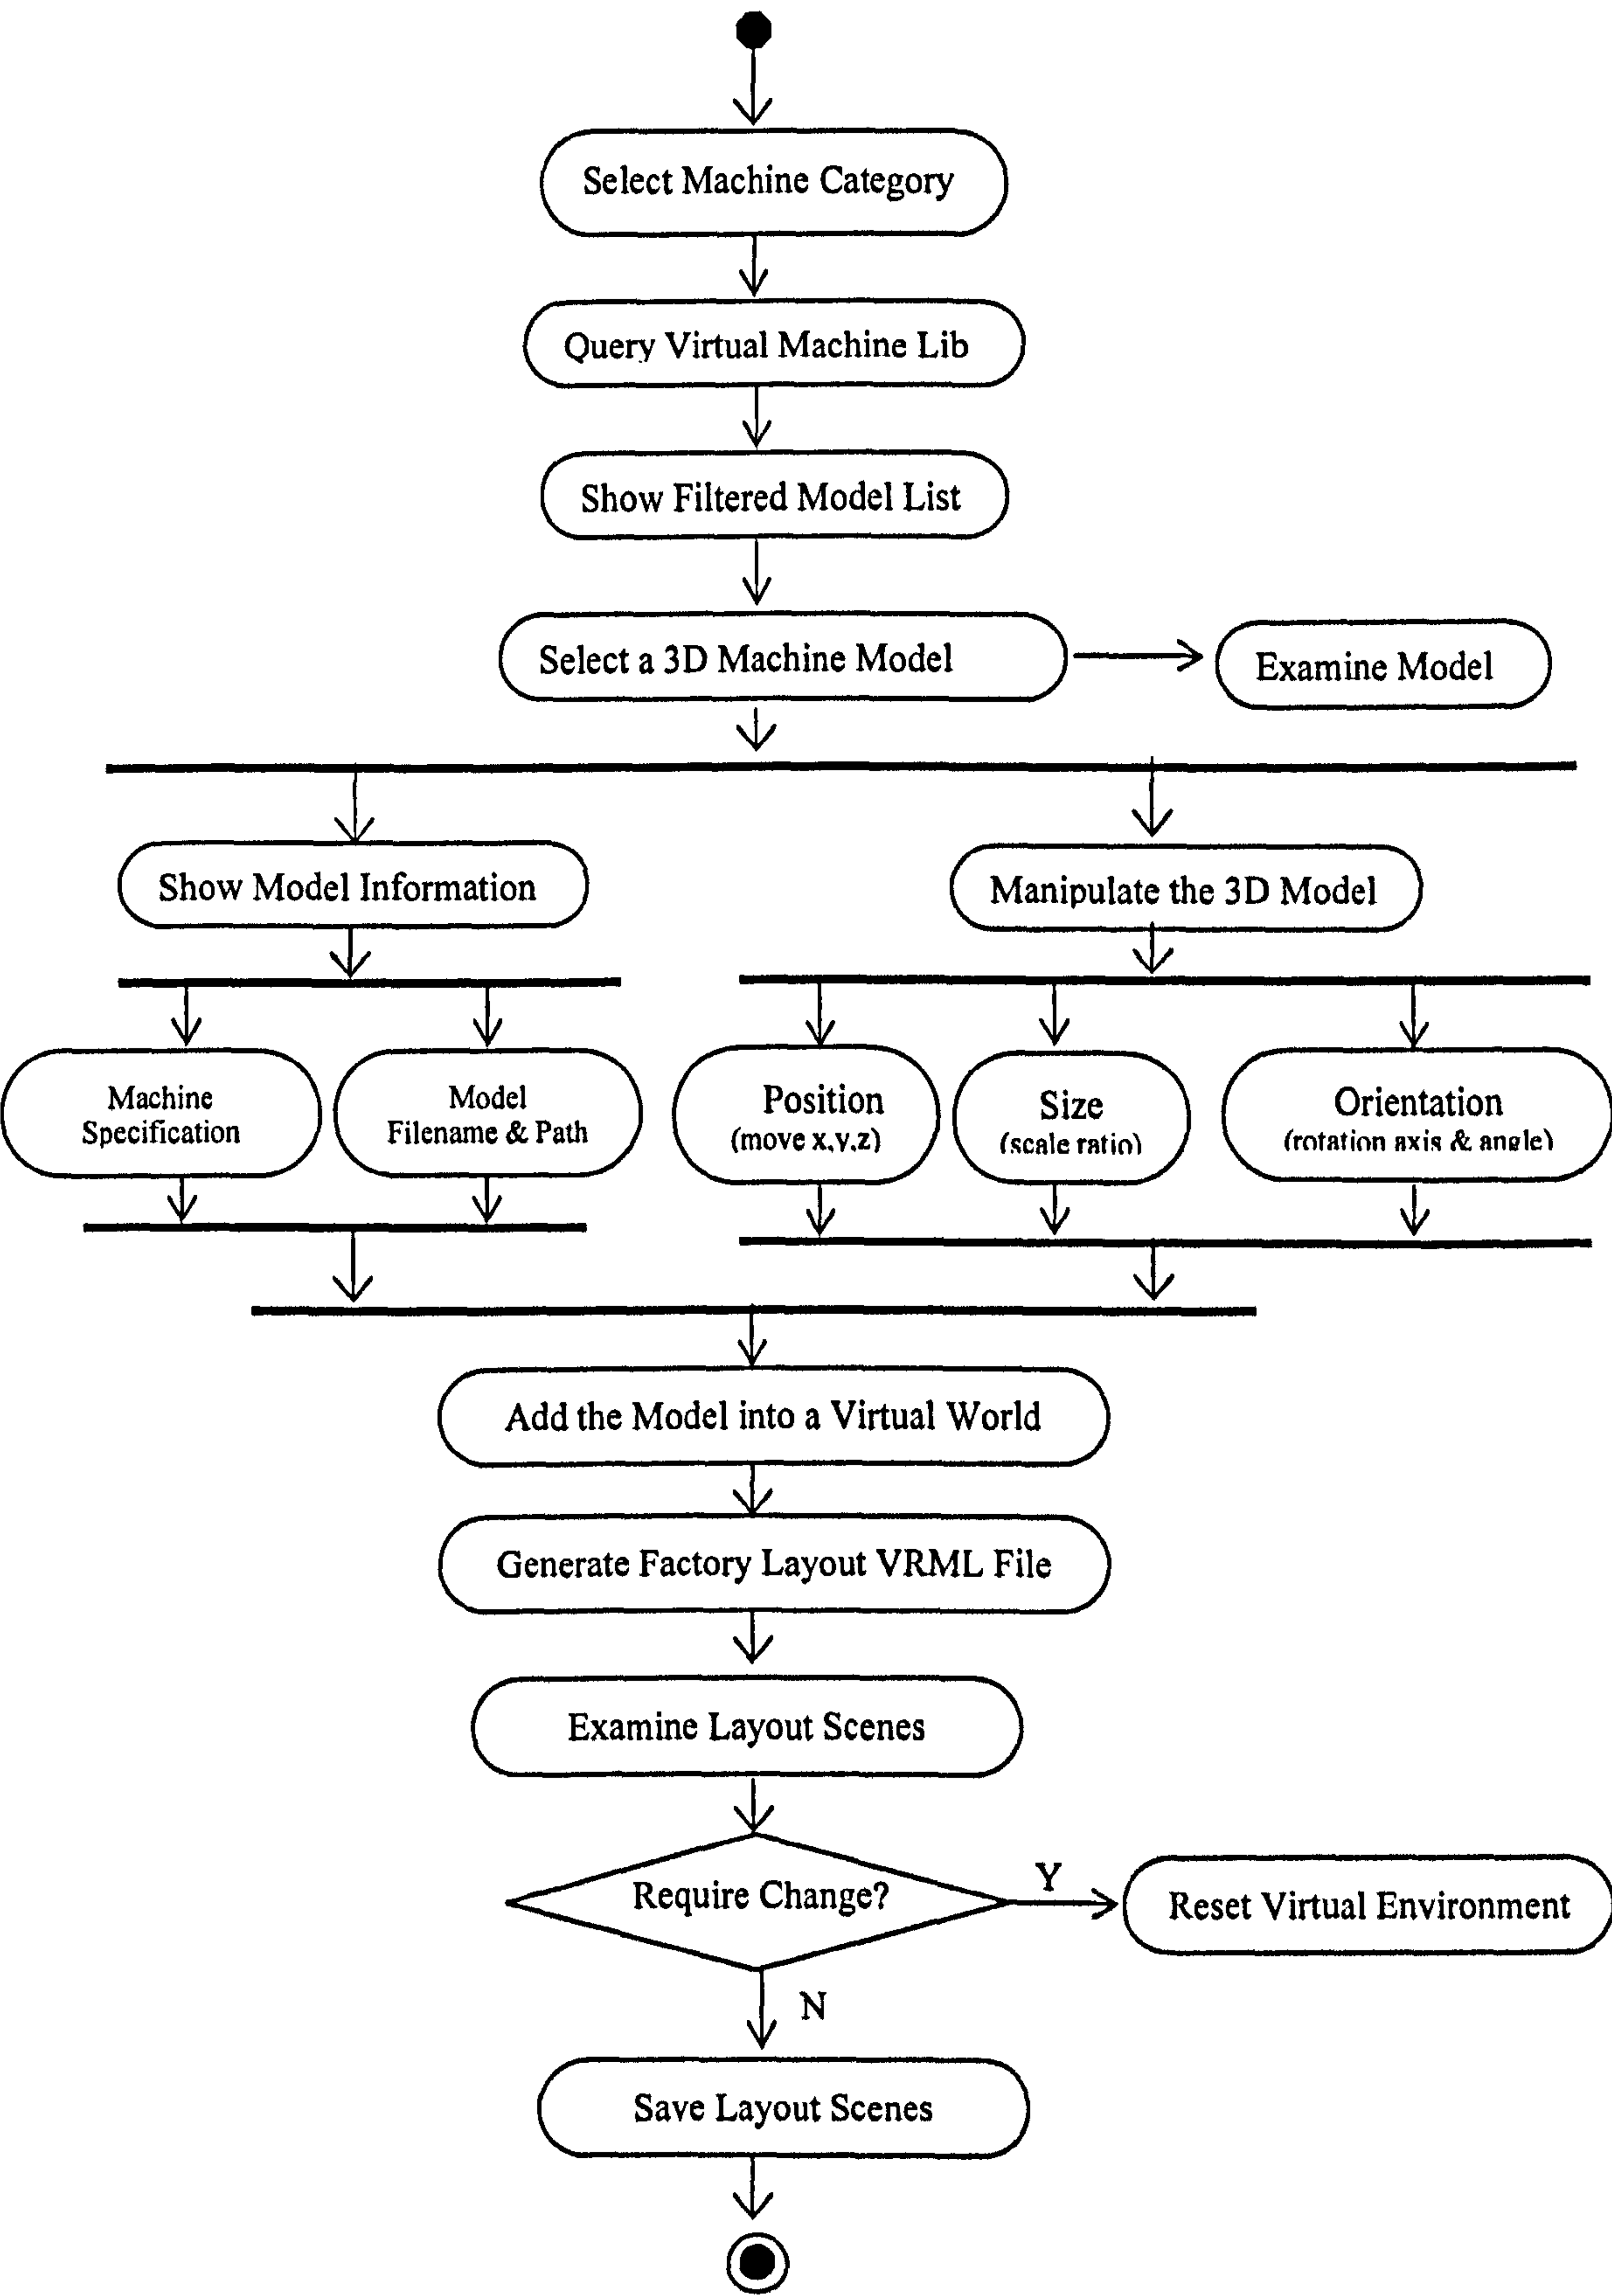 Select Machine Category
Query Virtual Machine Lib
Show Filtered Model List
Select a 3D Machine Model
Examine Model
Show Model Information
Manipulate the 3D Model
Machine
Specification
Model
Filename & Path
Position
(move x,y,z)
Size
(scale ratio)
Orientation
(rotation axis & angle)
Add the Model into a Virtual World
Generate Factory Layout VRML File
Examine Layout Scenes
Require Change?
Y
Reset Virtual Environment
N
Save Layout Scenes